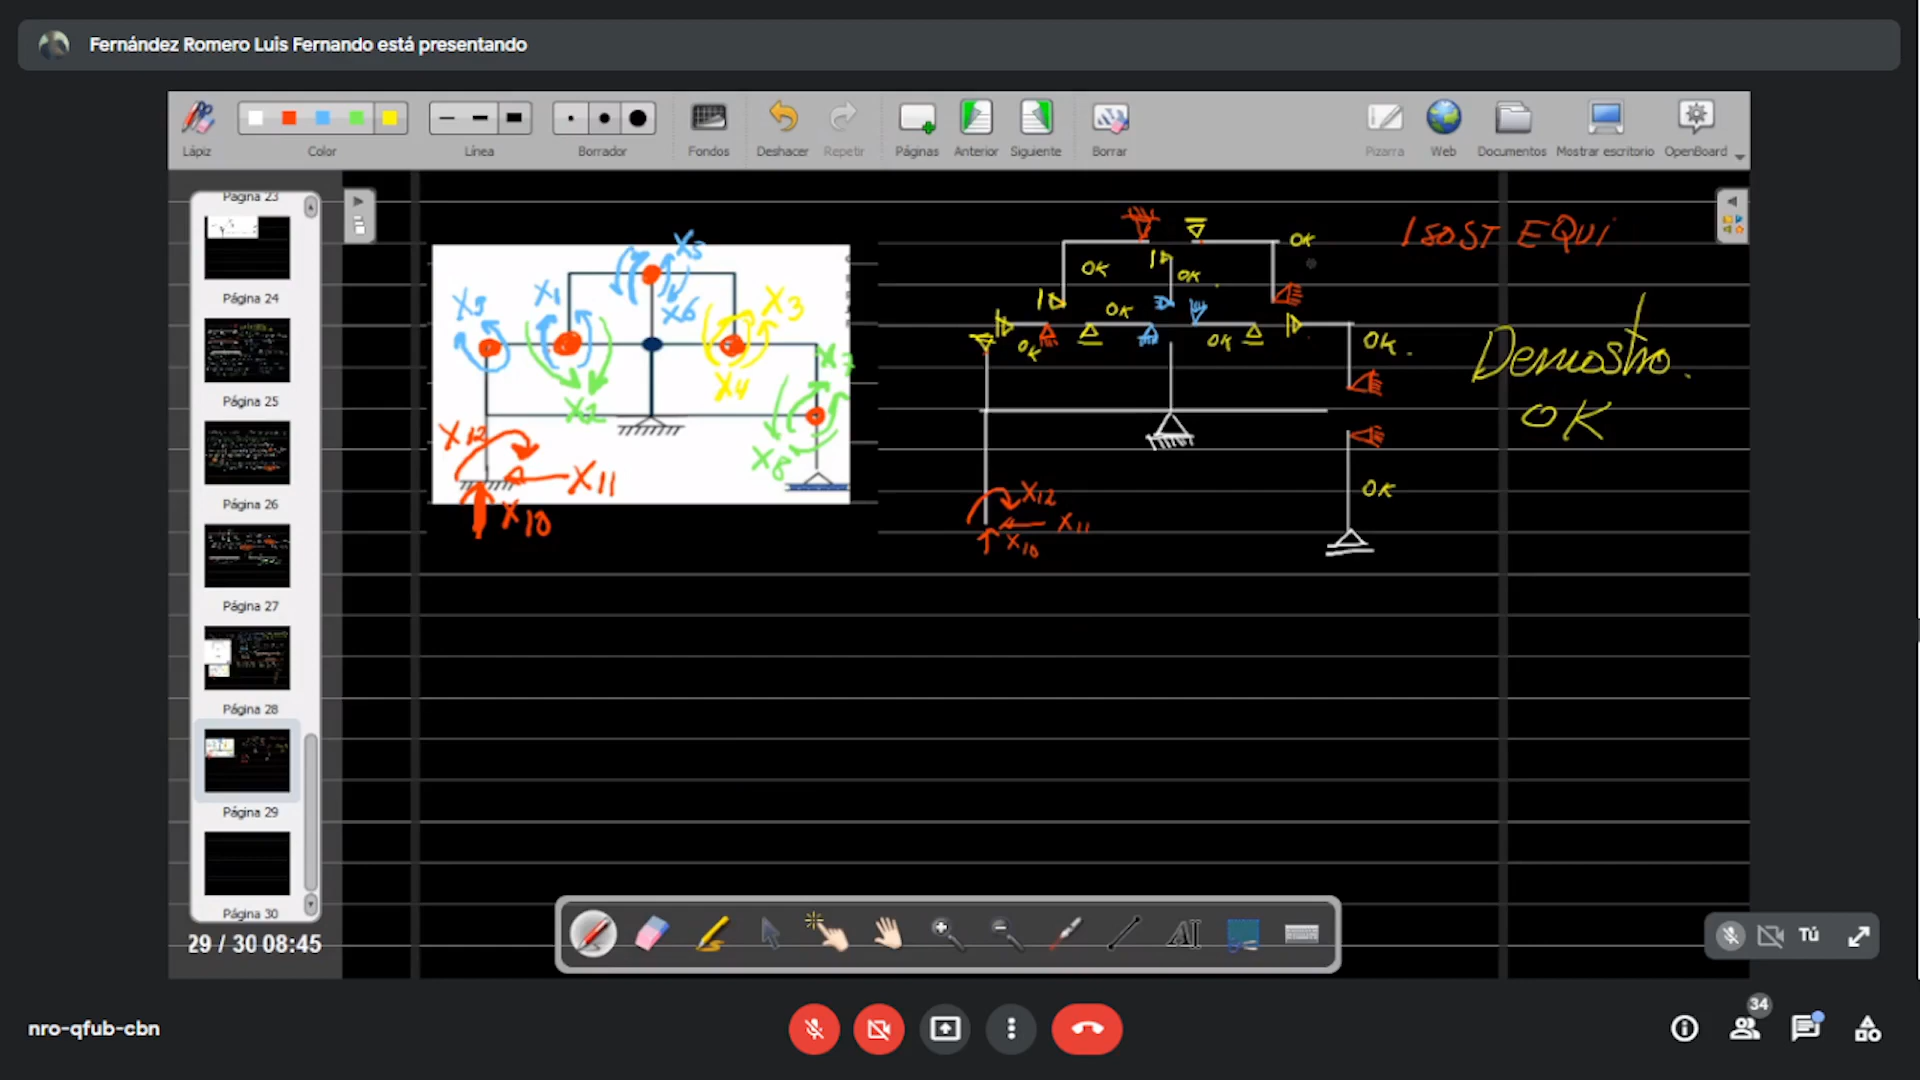 Fernández Romero Luis Fernando está presentando
Lápiz
Color
Línea
Borrador
Fondos
Deshacer
Repetir
Páginas
Anterior
Siguiente
Borrar
Pizarra
Web
Documentos
Mostrar escritorio
OpenBoard
Página 23
Página 24
Página 25
Página 26
Página 27
Página 28
Página 29
Página 30
29 / 30 08:45
X5
X6
X9
X1
X2
X3
X4
X7
X8
X12
X11
X10
OK
OK
OK
OK
OK
OK
OK
OK
X12
X11
X10
ISOST EQUI
Demostro.
OK
Tú
nro-qfub-cbn
34